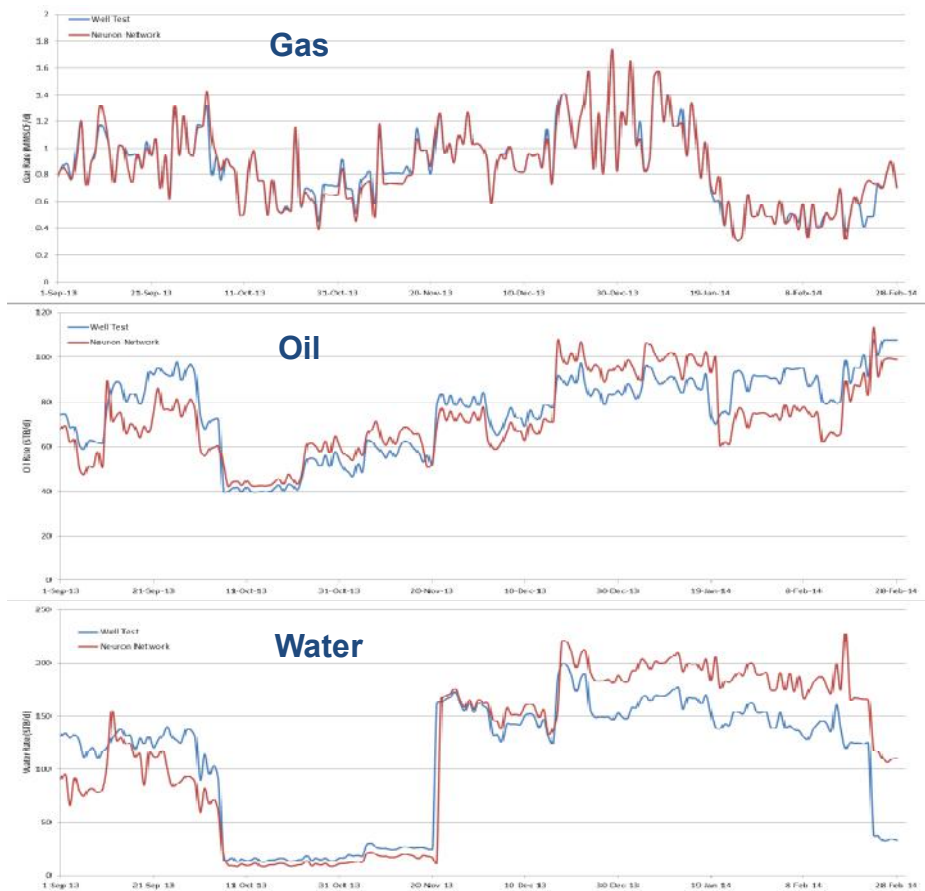 2
Well Test
Neuron Network
Gas
1.8
1.6
1.4
1.2
1
0.8
0.6
0.4
0.2
0
Gas Rate (MMSCF/d)
1-Sep-13 21-Sep-13 11-Oct-13 31-Oct-13 20-Nov-13 10-Dec-13 30-Dec-13 19-Jan-14 8-Feb-14 28-Feb-14
120
Well Test
Neuron Network
Oil
100
80
60
40
20
0
Oil Rate (STB/d)
1-Sep-13 21-Sep-13 11-Oct-13 31-Oct-13 20-Nov-13 10-Dec-13 30-Dec-13 19-Jan-14 8-Feb-14 28-Feb-14
250
Well Test
Neuron Network
Water
200
150
100
50
0
Water Rate (STB/d)
1-Sep-13 21-Sep-13 11-Oct-13 31-Oct-13 20-Nov-13 10-Dec-13 30-Dec-13 19-Jan-14 8-Feb-14 28-Feb-14